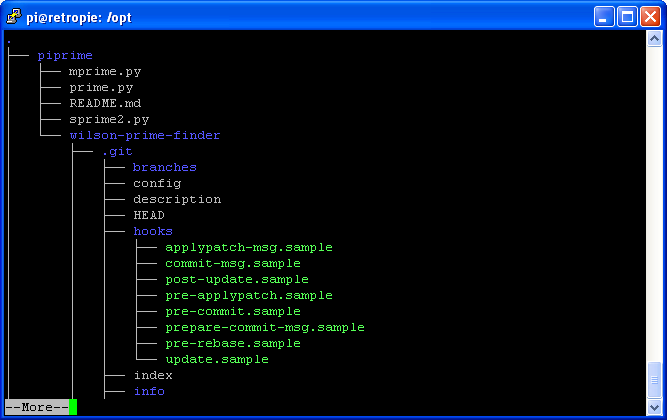 pi@retropie: /opt
.
├── piprime
│   ├── mprime.py
│   ├── prime.py
│   ├── README.md
│   ├── sprime2.py
│   └── wilson-prime-finder
│       ├── .git
│       │   ├── branches
│       │   ├── config
│       │   ├── description
│       │   ├── HEAD
│       │   ├── hooks
│       │   │   ├── applypatch-msg.sample
│       │   │   ├── commit-msg.sample
│       │   │   ├── post-update.sample
│       │   │   ├── pre-applypatch.sample
│       │   │   ├── pre-commit.sample
│       │   │   ├── prepare-commit-msg.sample
│       │   │   ├── pre-rebase.sample
│       │   │   └── update.sample
│       │   ├── index
│       │   ├── info
--More--